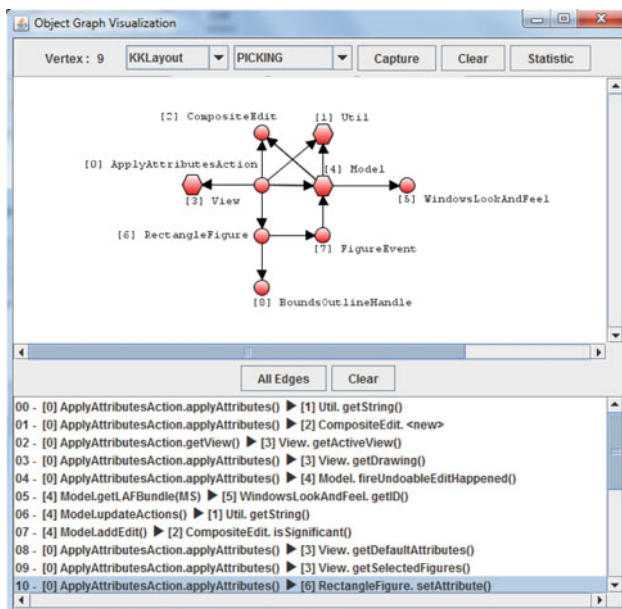 Object Graph Visualization
Vertex : 9 KKLayout PICKING Capture Clear Statistic
[2] CompositeEdit [1] Util
[0] ApplyAttributesAction [4] Model
[3] View [5] WindowsLookAndFeel
[6] RectangleFigure
[7] FigureEvent
[8] BoundsOutlineHandle
All Edges Clear
00 - [0] ApplyAttributesAction.applyAttributes() ▶ [1] Util. getString()
01 - [0] ApplyAttributesAction.applyAttributes() ▶ [2] CompositeEdit. <new>
02 - [0] ApplyAttributesAction.getView() ▶ [3] View. getActiveView()
03 - [0] ApplyAttributesAction.applyAttributes() ▶ [3] View. getDrawing()
04 - [0] ApplyAttributesAction.applyAttributes() ▶ [4] Model. fireUndoableEditHappened()
05 - [4] Model.getLAFBundle(MS) ▶ [5] WindowsLookAndFeel. getID()
06 - [4] Model.updateActions() ▶ [1] Util. getString()
07 - [4] Model.addEdit() ▶ [2] CompositeEdit. isSignificant()
08 - [0] ApplyAttributesAction.applyAttributes() ▶ [3] View. getDefaultAttributes()
09 - [0] ApplyAttributesAction.applyAttributes() ▶ [3] View. getSelectedFigures()
10 - [0] ApplyAttributesAction.applyAttributes() ▶ [6] RectangleFigure. setAttribute()